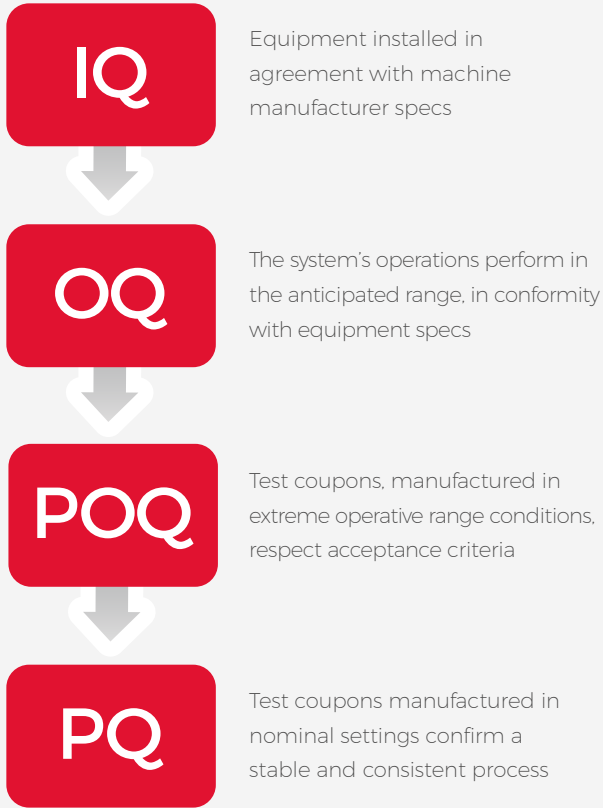 IQ
Equipment installed in
agreement with machine
manufacturer specs
OQ
The system's operations perform in
the anticipated range, in conformity
with equipment specs
POQ
Test coupons, manufactured in
extreme operative range conditions,
respect acceptance criteria
PQ
Test coupons manufactured in
nominal settings confirm a
stable and consistent process